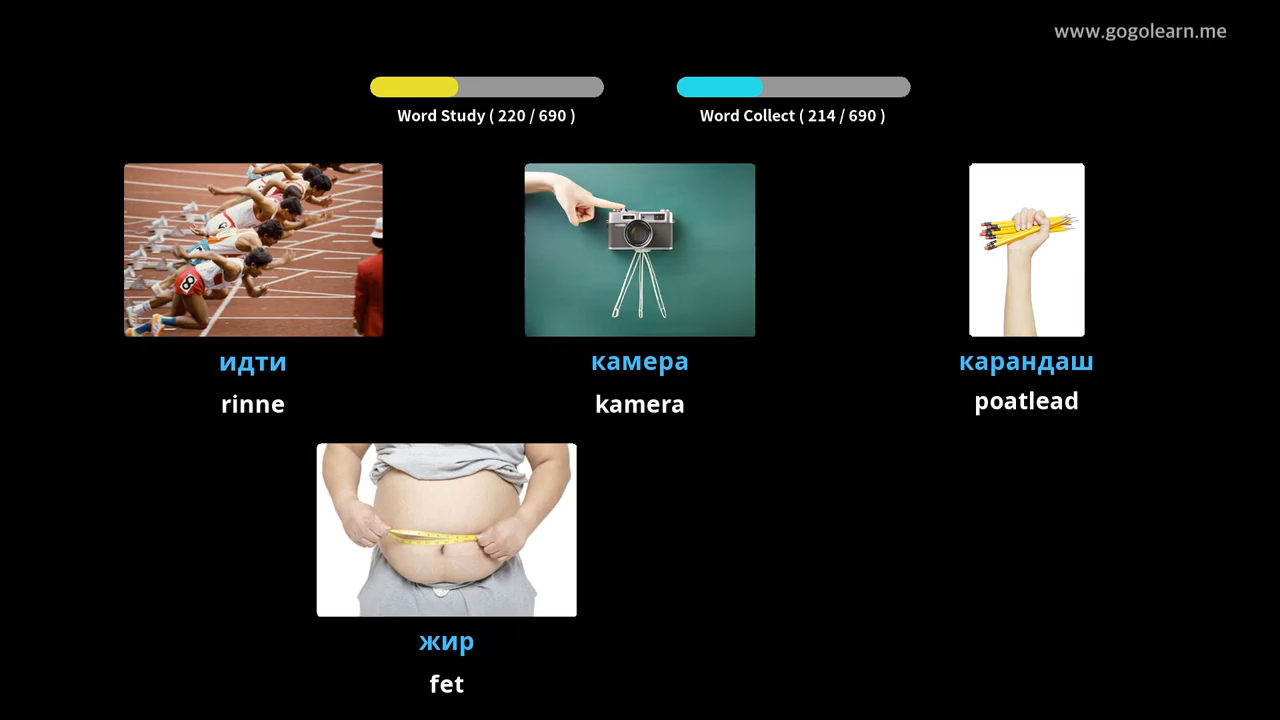 www.gogolearn.me
Word Study ( 220 / 690 )
Word Collect ( 214 / 690 )
идти
rinne
камера
kamera
карандаш
poatlead
8
жир
fet